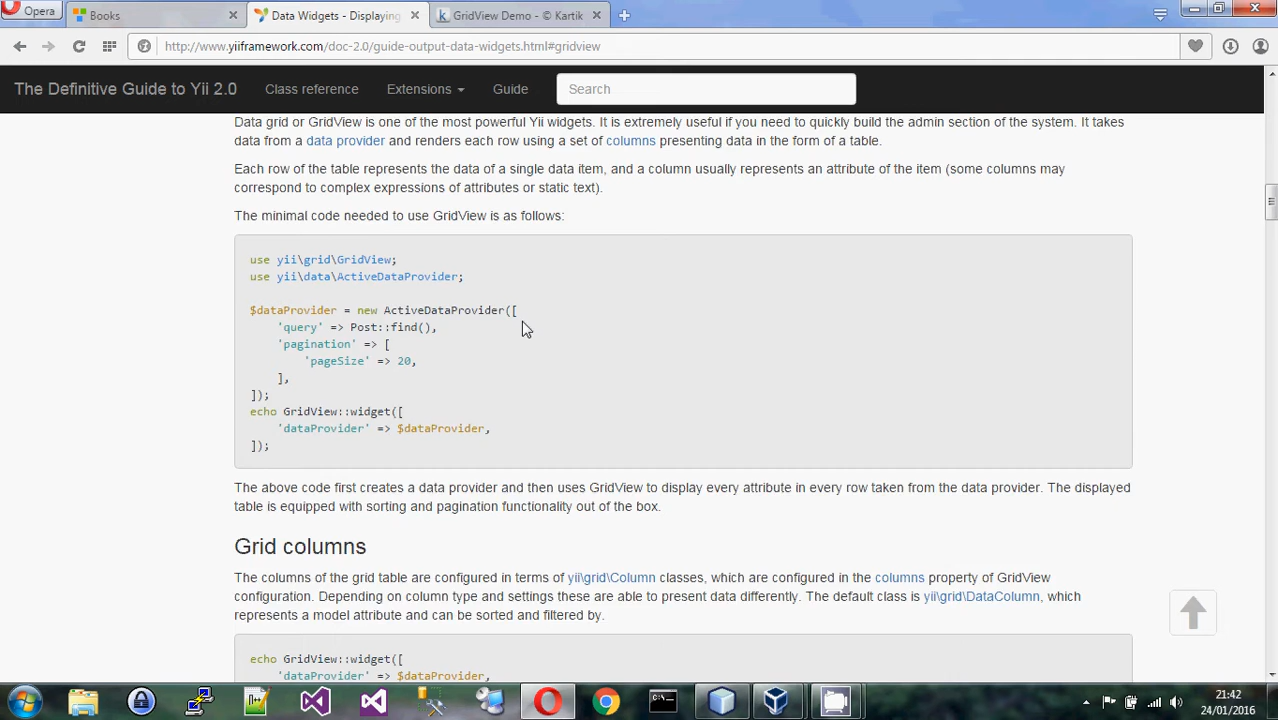 Opera
Books
Data Widgets - Displaying
GridView Demo - © Kartik
http://www.yiiframework.com/doc-2.0/guide-output-data-widgets.html#gridview
The Definitive Guide to Yii 2.0
Class reference
Extensions
Guide
Search
Data grid or GridView is one of the most powerful Yii widgets. It is extremely useful if you need to quickly build the admin section of the system. It takes
data from a data provider and renders each row using a set of columns presenting data in the form of a table.
Each row of the table represents the data of a single data item, and a column usually represents an attribute of the item (some columns may
correspond to complex expressions of attributes or static text).
The minimal code needed to use GridView is as follows:
use yii\grid\GridView;
use yii\data\ActiveDataProvider;
$dataProvider = new ActiveDataProvider([
'query' => Post::find(),
'pagination' => [
'pageSize' => 20,
],
]);
echo GridView::widget([
'dataProvider' => $dataProvider,
]);
The above code first creates a data provider and then uses GridView to display every attribute in every row taken from the data provider. The displayed
table is equipped with sorting and pagination functionality out of the box.
Grid columns
The columns of the grid table are configured in terms of yii\grid\Column classes, which are configured in the columns property of GridView
configuration. Depending on column type and settings these are able to present data differently. The default class is yii\grid\DataColumn, which
represents a model attribute and can be sorted and filtered by.
echo GridView::widget([
'dataProvider' => $dataProvider,
21:42
24/01/2016